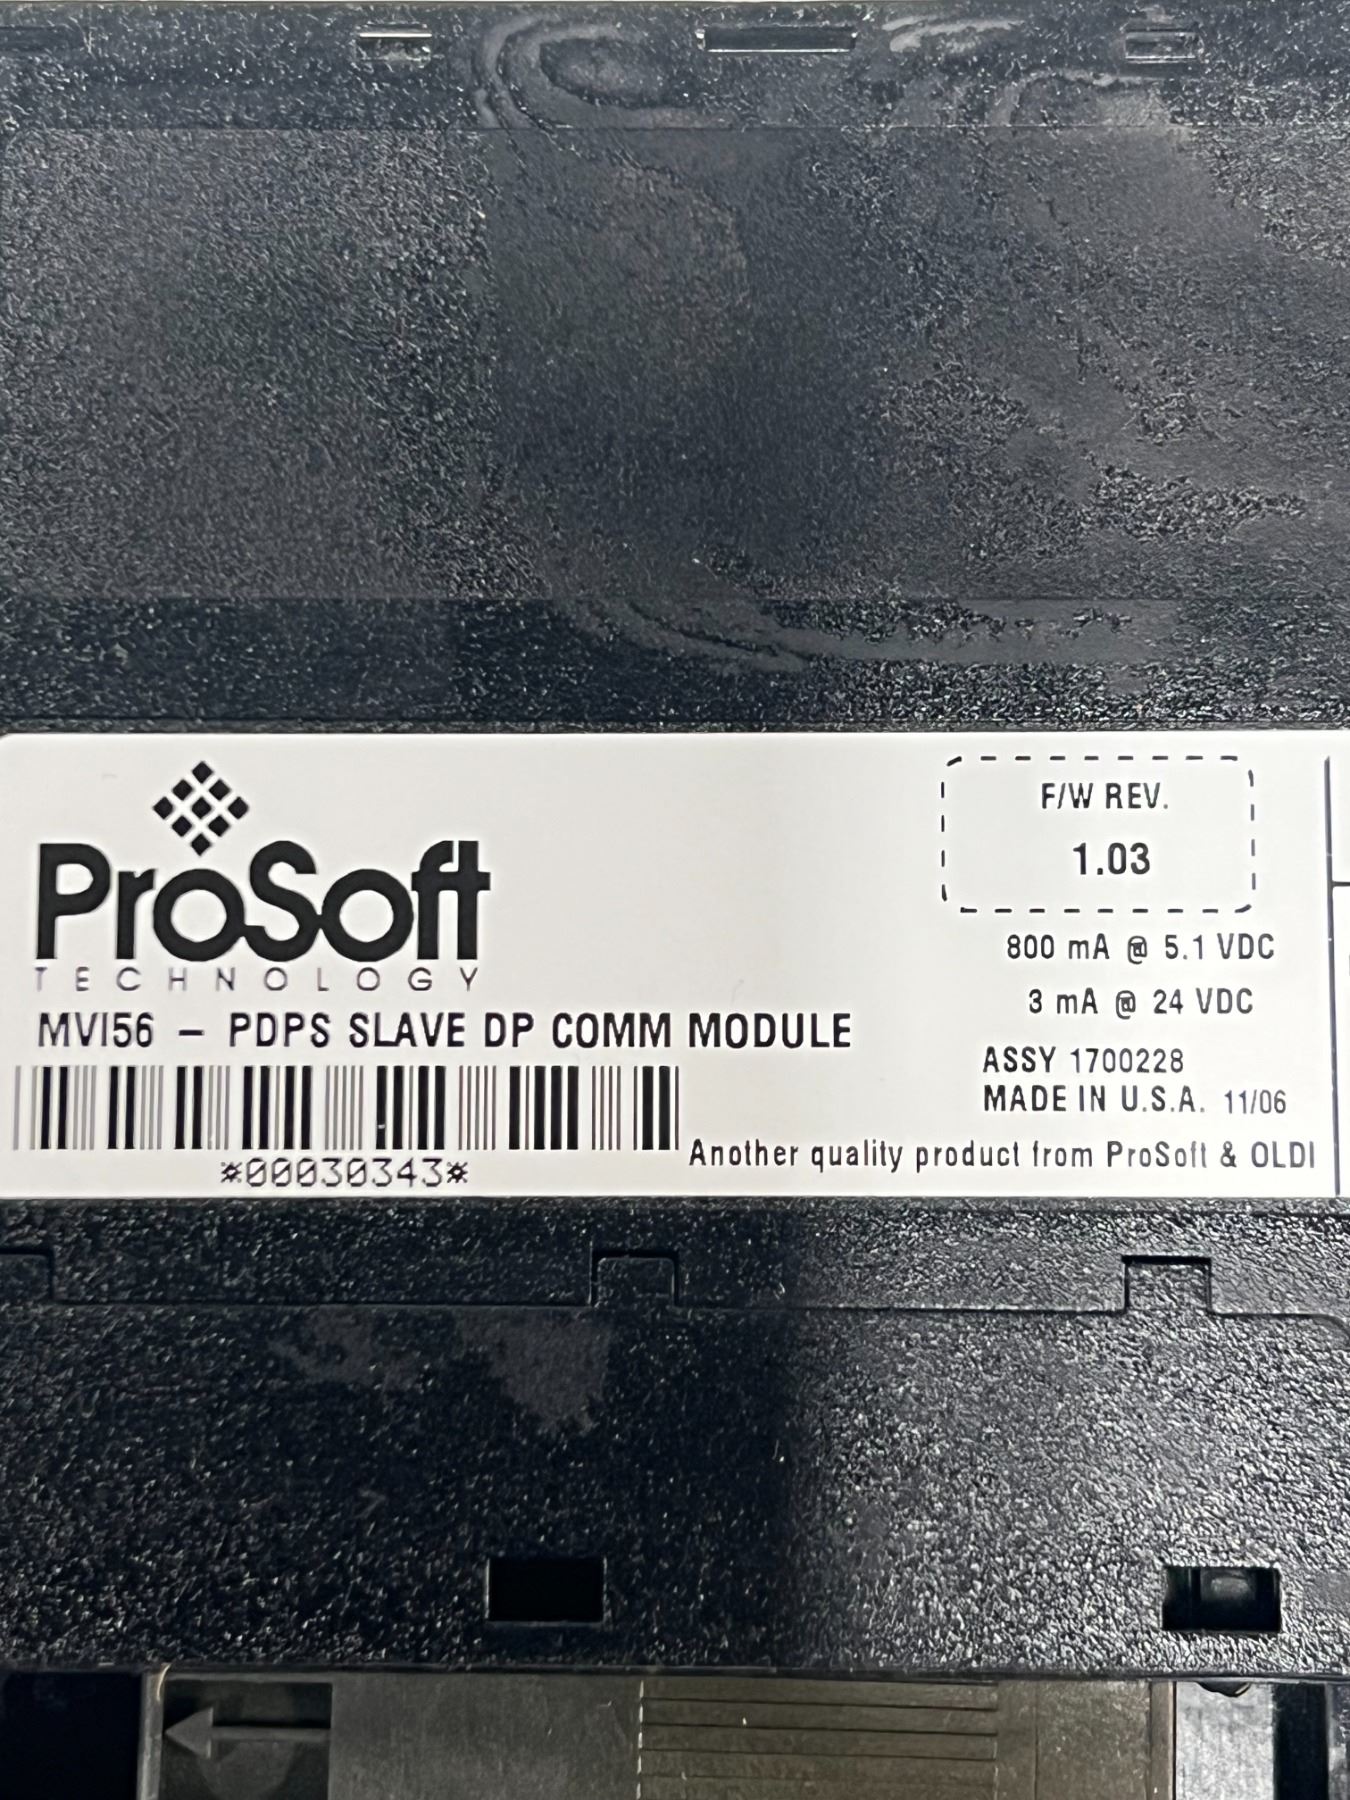 ProSoft
TECHNOLOGY
MVI56 - PDPS SLAVE DP COMM MODULE
*00030343*
F/W REV.
1.03
800 mA @ 5.1 VDC
3 mA @ 24 VDC
ASSY 1700228
MADE IN U.S.A. 11/06
Another quality product from ProSoft & OLDI